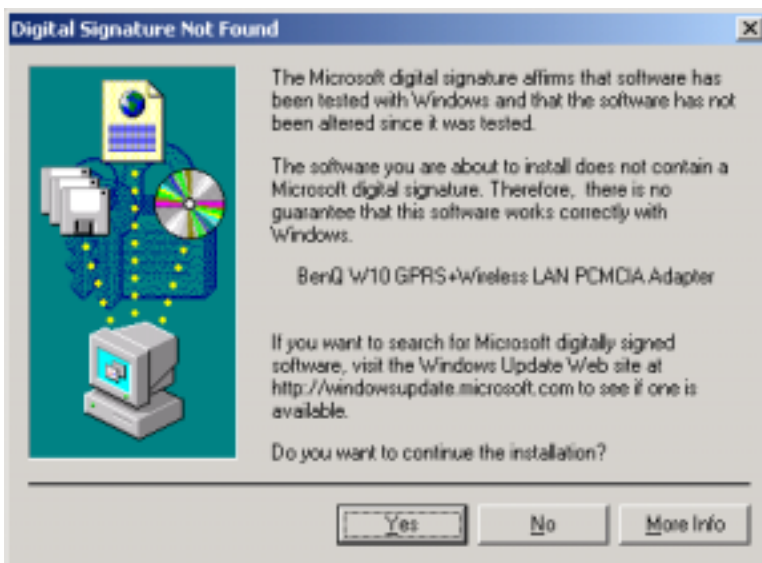 Digital Signature Not Found
The Microsoft digital signature affirms that software has
been tested with Windows and that the software has not
been altered since it was tested.
The software you are about to install does not contain a
Microsoft digital signature. Therefore, there is no
guarantee that this software works correctly with
Windows.
BenQ W10 GPRS+Wireless LAN PCMCIA Adapter
If you want to search for Microsoft digitally signed
software, visit the Windows Update Web site at
http://windowsupdate.microsoft.com to see if one is
available.
Do you want to continue the installation?
Yes No More Info